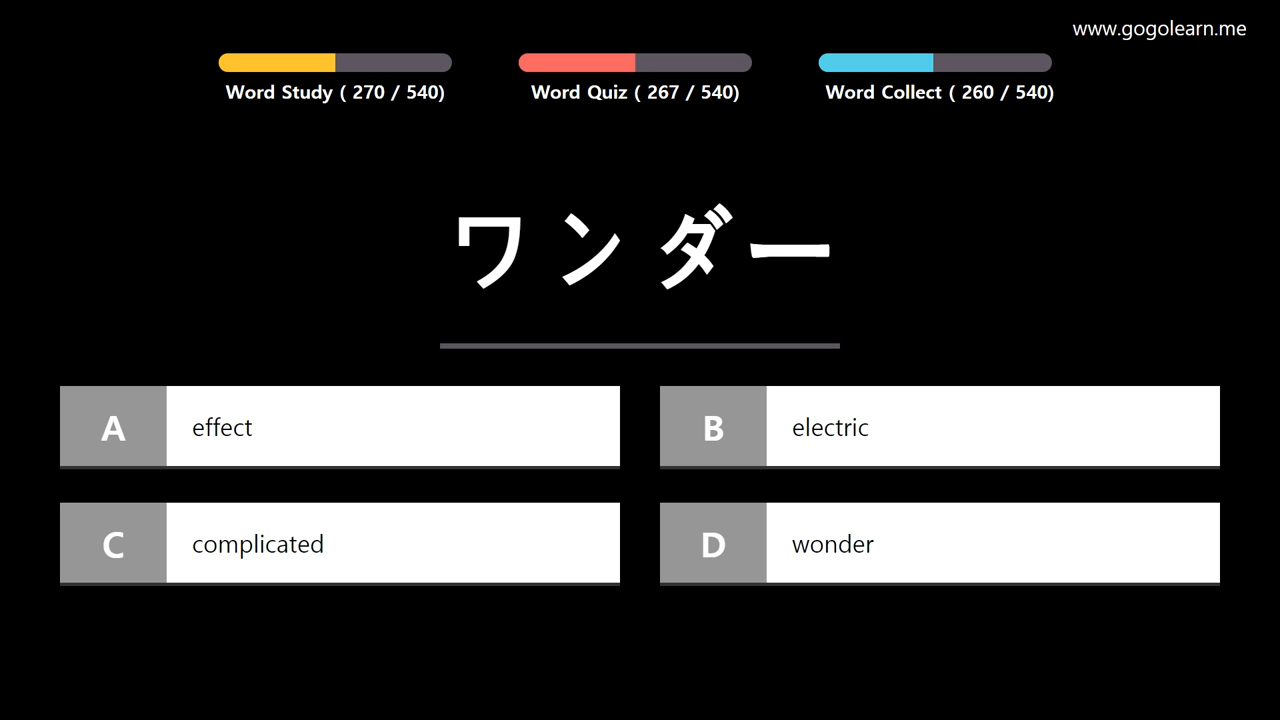 www.gogolearn.me
Word Study ( 270 / 540)
Word Quiz ( 267 / 540)
Word Collect ( 260 / 540)
ワンダー
A effect
B electric
C complicated
D wonder